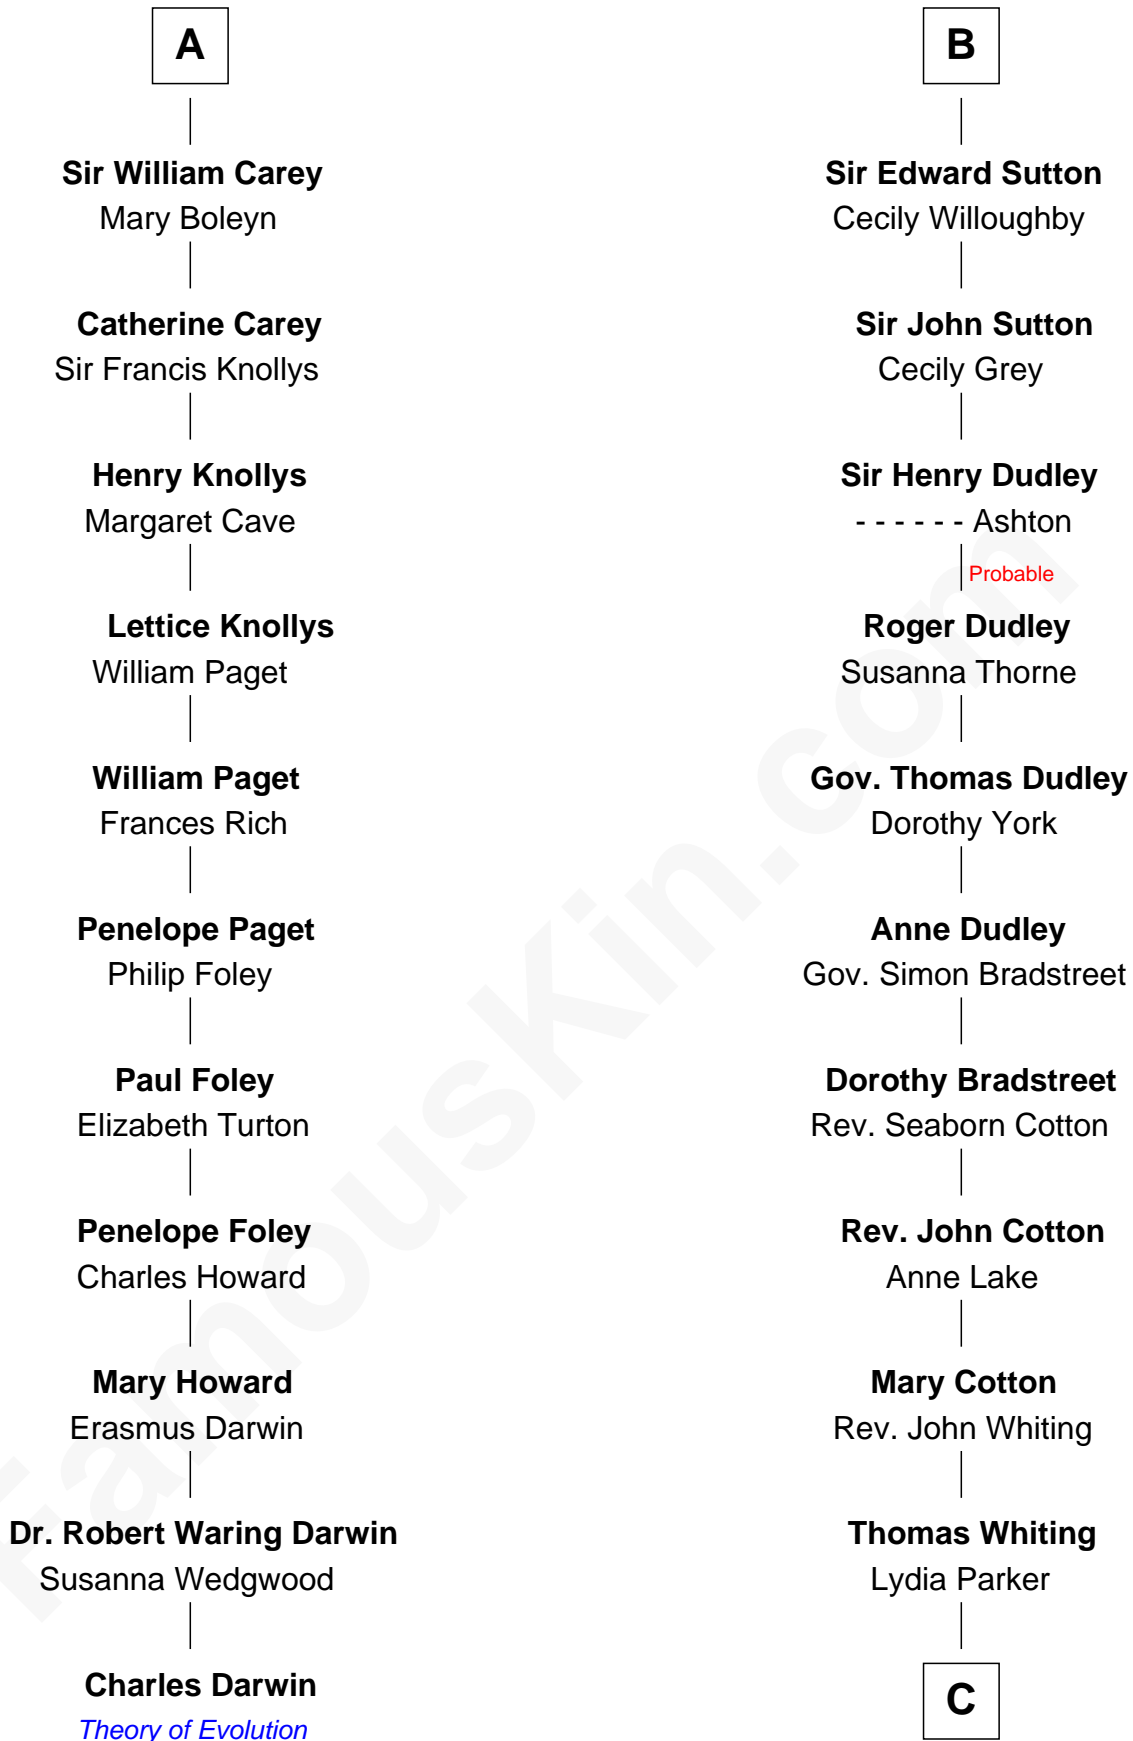 A
Sir William Carey
Mary Boleyn
Catherine Carey
Sir Francis Knollys
Henry Knollys
Margaret Cave
Lettice Knollys
William Paget
William Paget
Frances Rich
Penelope Paget
Philip Foley
Paul Foley
Elizabeth Turton
Penelope Foley
Charles Howard
Mary Howard
Erasmus Darwin
Dr. Robert Waring Darwin
Susanna Wedgwood
Charles Darwin
Theory of Evolution
B
Sir Edward Sutton
Cecily Willoughby
Sir John Sutton
Cecily Grey
Sir Henry Dudley
- - - - - - Ashton
Probable
Roger Dudley
Susanna Thorne
Gov. Thomas Dudley
Dorothy York
Anne Dudley
Gov. Simon Bradstreet
Dorothy Bradstreet
Rev. Seaborn Cotton
Rev. John Cotton
Anne Lake
Mary Cotton
Rev. John Whiting
Thomas Whiting
Lydia Parker
C
FamousKin.com